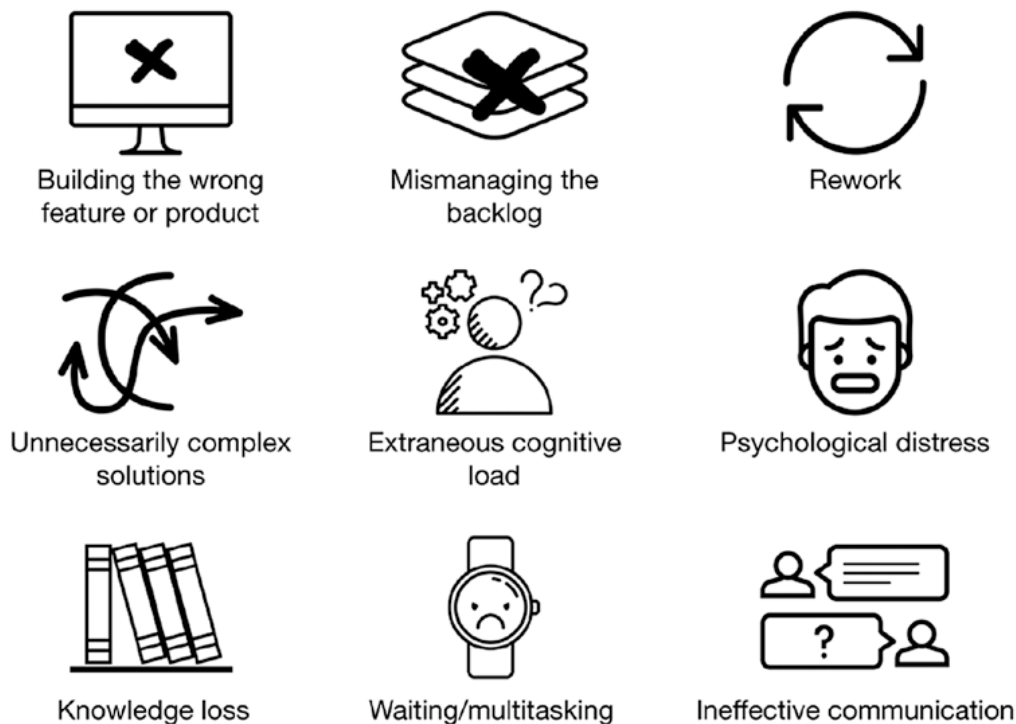 Building the wrong
feature or product
Mismanaging the
backlog
Rework
Unnecessarily complex
solutions
??
Extraneous cognitive
load
Psychological distress
Knowledge loss
Waiting/multitasking
?
Ineffective communication